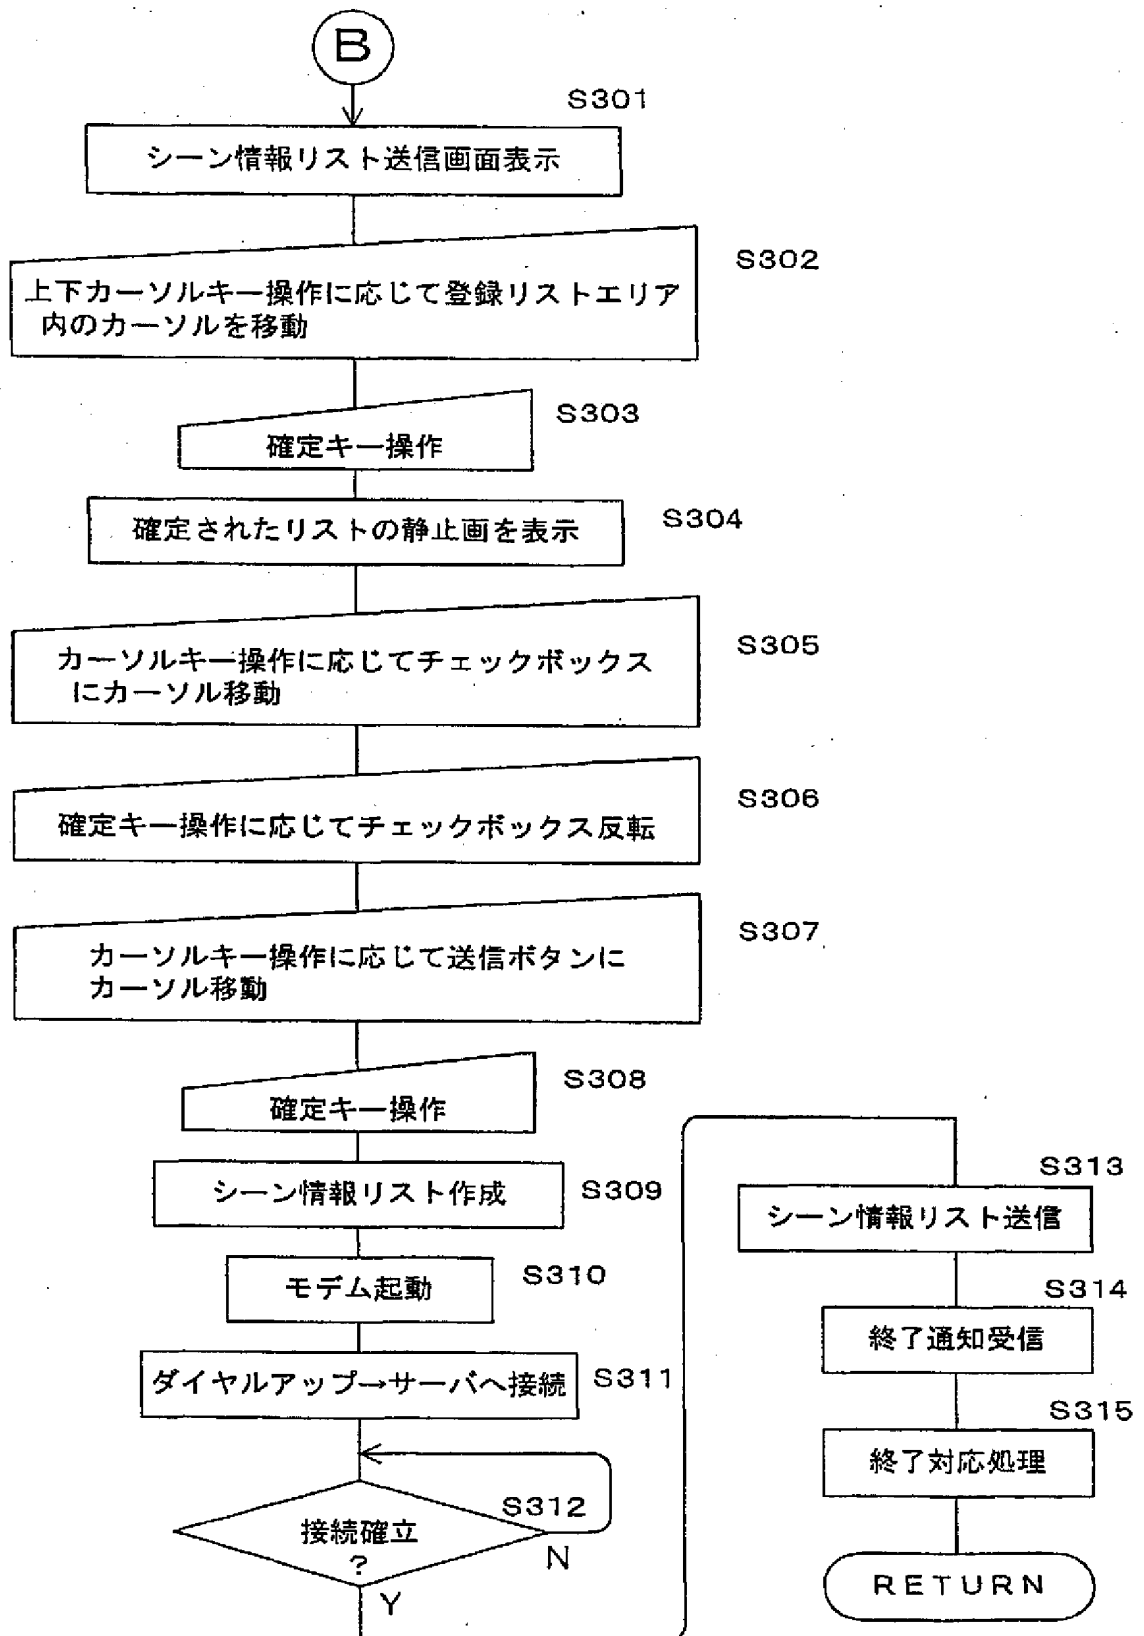 B
S301
シーン情報リスト送信画面表示
S302
上下カーソルキー操作に応じて登録リストエリア
内のカーソルを移動
S303
確定キー操作
S304
確定されたリストの静止画を表示
S305
カーソルキー操作に応じてチェックボックス
にカーソル移動
S306
確定キー操作に応じてチェックボックス反転
S307
カーソルキー操作に応じて送信ボタンに
カーソル移動
S308
確定キー操作
S309
シーン情報リスト作成
S310
モデム起動
S311
ダイヤルアップ→サーバへ接続
S312
接続確立
?
N
Y
S313
シーン情報リスト送信
S314
終了通知受信
S315
終了対応処理
RETURN